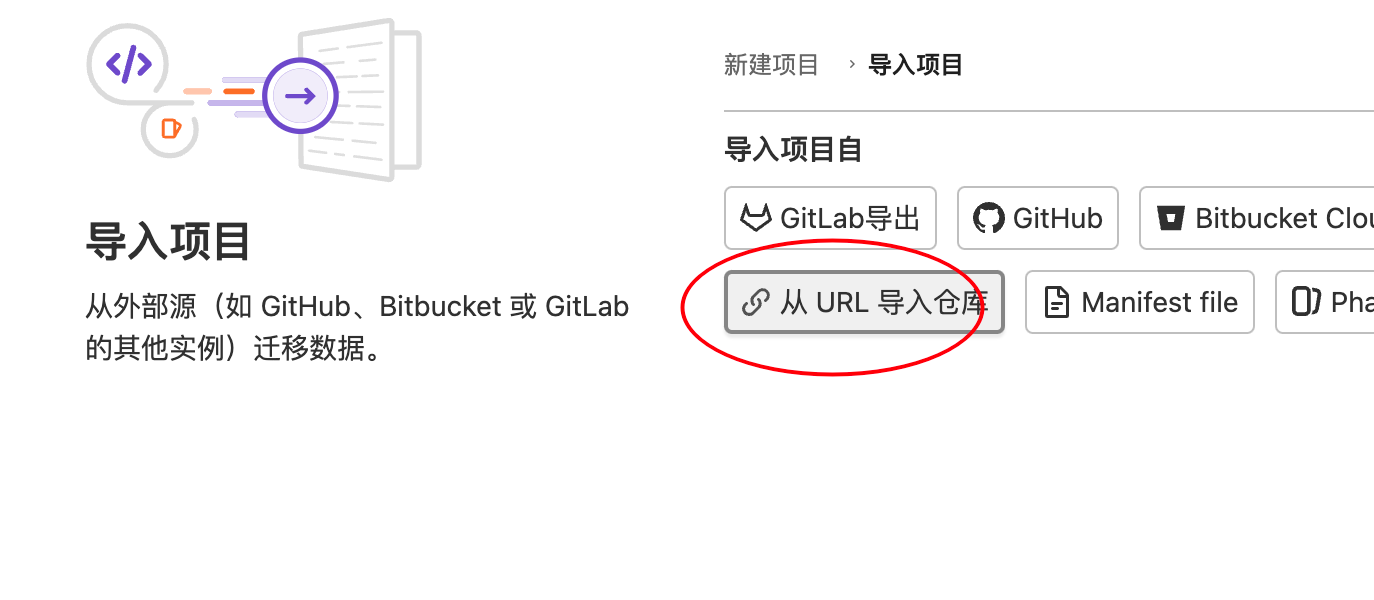 新建项目 › 导入项目
导入项目自
GitLab导出 GitHub Bitbucket
从 URL 导入仓库 Manifest file
导入项目
从外部源（如 GitHub、Bitbucket 或 GitLab
的其他实例）迁移数据。